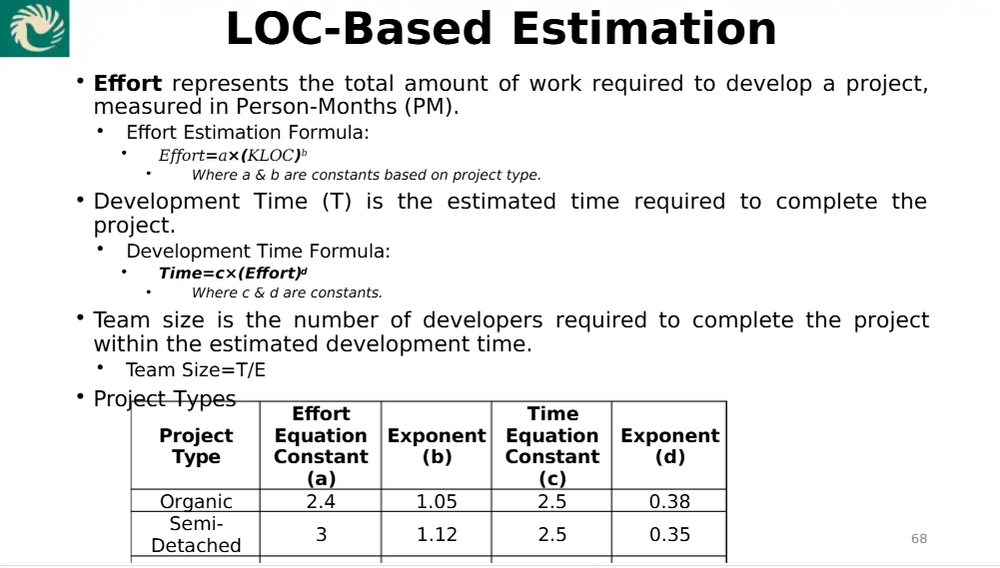 LOC-Based Estimation
• Effort represents the total amount of work required to develop a project,
measured in Person-Months (PM).
• Effort Estimation Formula:
• Effort=a×(KLOC)ᵇ
• Where a & b are constants based on project type.
• Development Time (T) is the estimated time required to complete the
project.
• Development Time Formula:
• Time=c×(Effort)ᵈ
• Where c & d are constants.
• Team size is the number of developers required to complete the project
within the estimated development time.
• Team Size=T/E
• Project Types
Project Type Effort Equation Constant (a) Exponent (b) Time Equation Constant (c) Exponent (d)
Organic 2.4 1.05 2.5 0.38
Semi-Detached 3 1.12 2.5 0.35
68